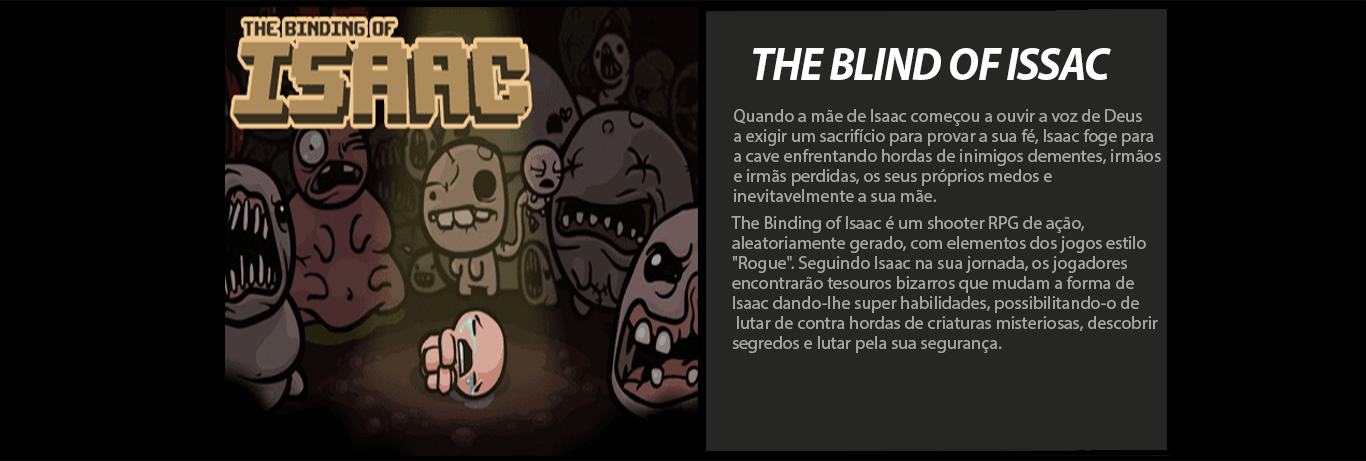 THE BINDING OF
ISAAC
THE BLIND OF ISSAC
Quando a mãe de Isaac começou a ouvir a voz de Deus
a exigir um sacrifício para provar a sua fé, Isaac foge para
a cave enfrentando hordas de inimigos dementes, irmãos
e irmãs perdidas, os seus próprios medos e
inevitavelmente a sua mãe.
The Binding of Isaac é um shooter RPG de ação,
aleatoriamente gerado, com elementos dos jogos estilo
"Rogue". Seguindo Isaac na sua jornada, os jogadores
encontrarão tesouros bizarros que mudam a forma de
Isaac dando-lhe super habilidades, possibilitando-o de
lutar de contra hordas de criaturas misteriosas, descobrir
segredos e lutar pela sua segurança.